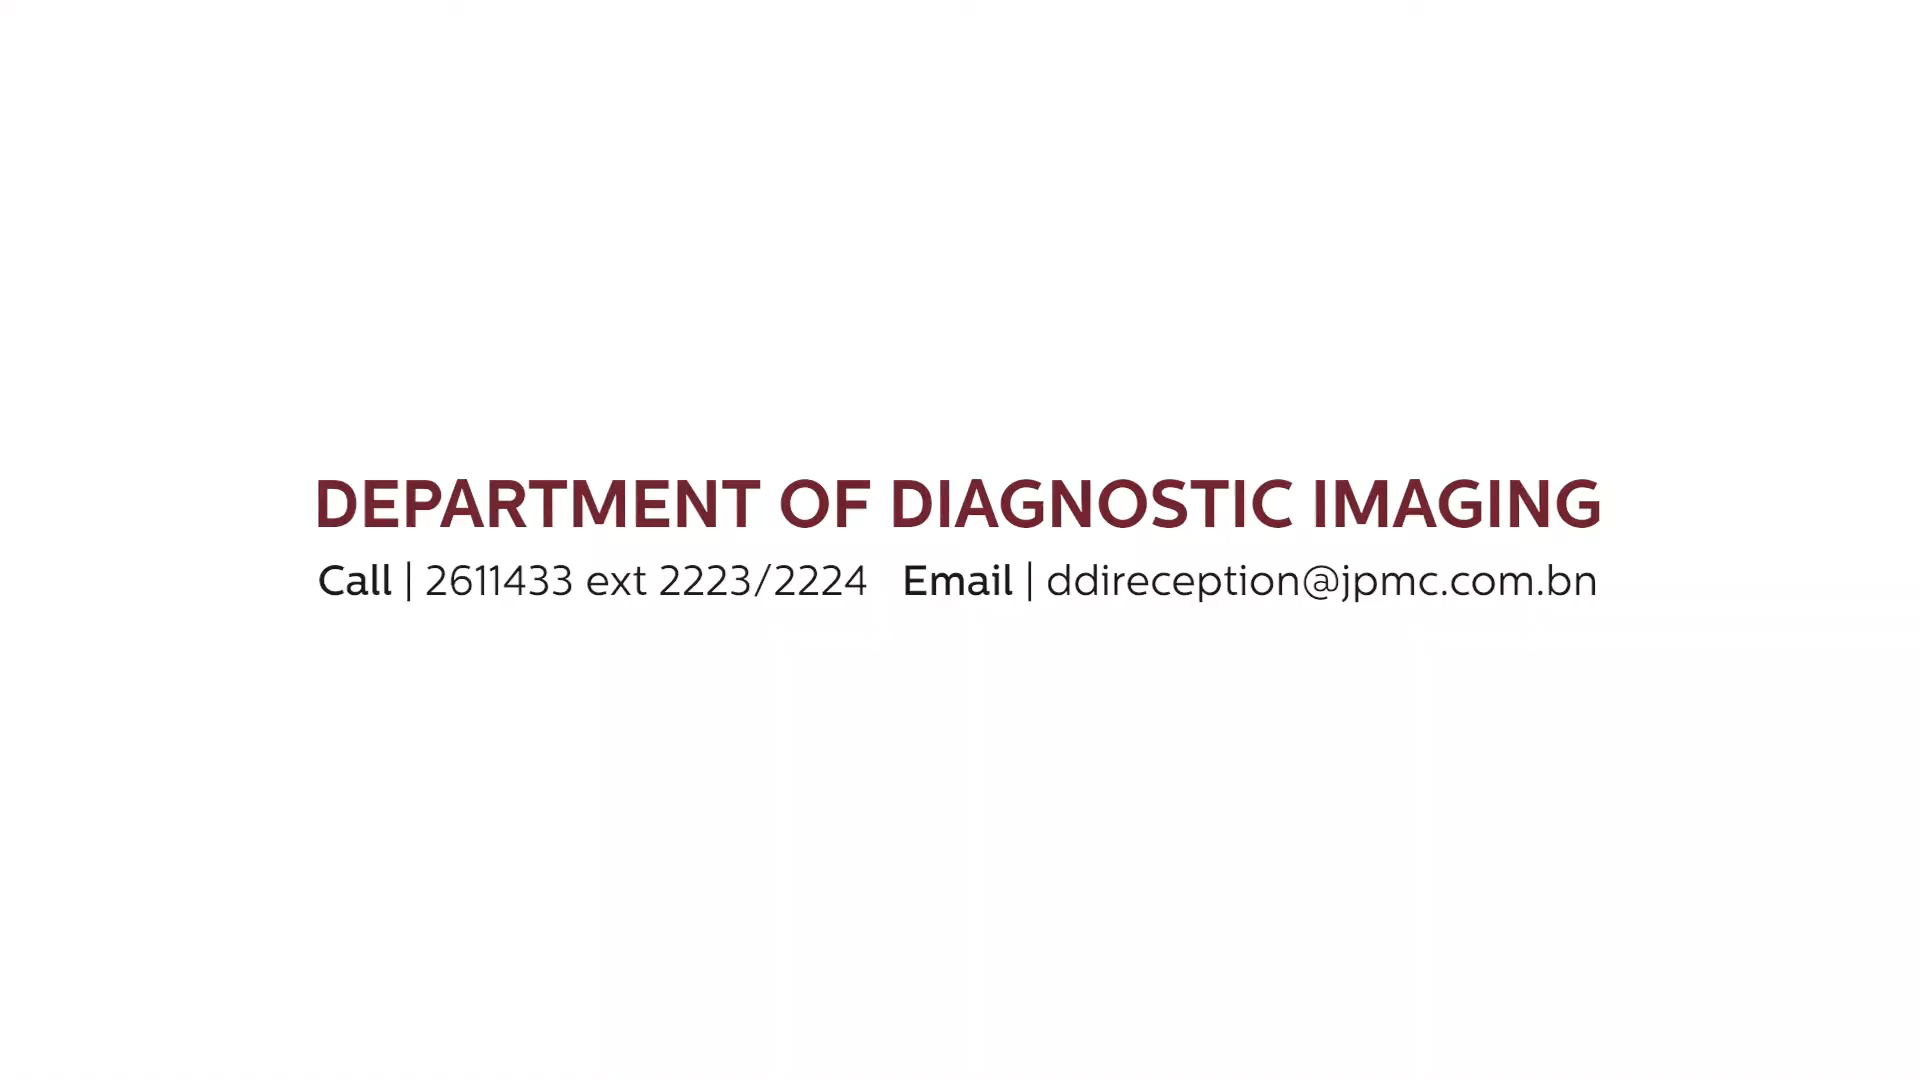 DEPARTMENT OF DIAGNOSTIC IMAGING
Call | 2611433 ext 2223/2224 Email | ddireception@jpmc.com.bn